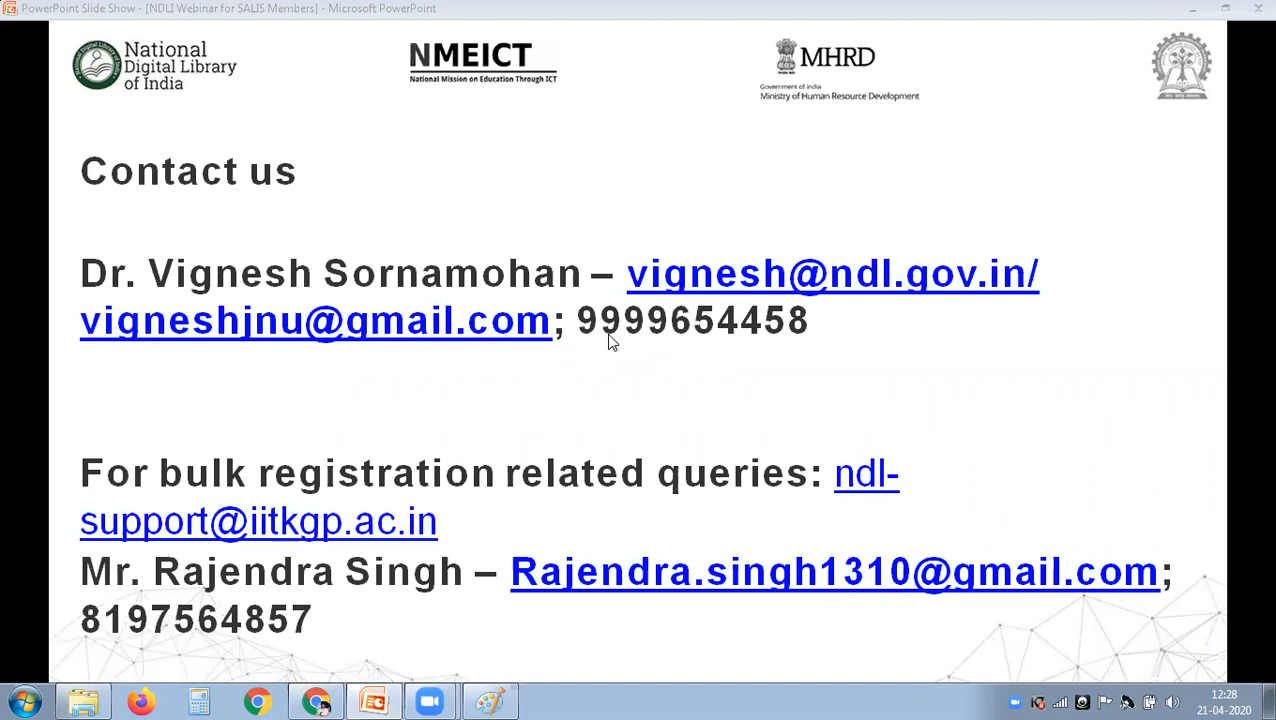 PowerPoint Slide Show - [NDLI Webinar for SALIS Members] - Microsoft PowerPoint
National
Digital Library
of India
NMEICT
National Mission on Education Through ICT
MHRD
Government of India
Ministry of Human Resource Development
Contact us
Dr. Vignesh Sornamohan – vignesh@ndl.gov.in/
vigneshjnu@gmail.com; 9999654458
For bulk registration related queries: ndl-
support@iitkgp.ac.in
Mr. Rajendra Singh – Rajendra.singh1310@gmail.com;
8197564857
12:28
21-04-2020